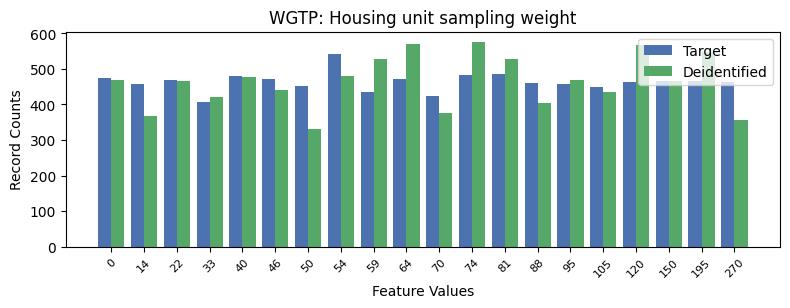 WGTP: Housing unit sampling weight
Record Counts
600
500
400
300
200
100
0
Target
Deidentified
0 14 22 33 40 46 50 54 59 64 70 74 81 88 95 105 120 150 195 270
Feature Values